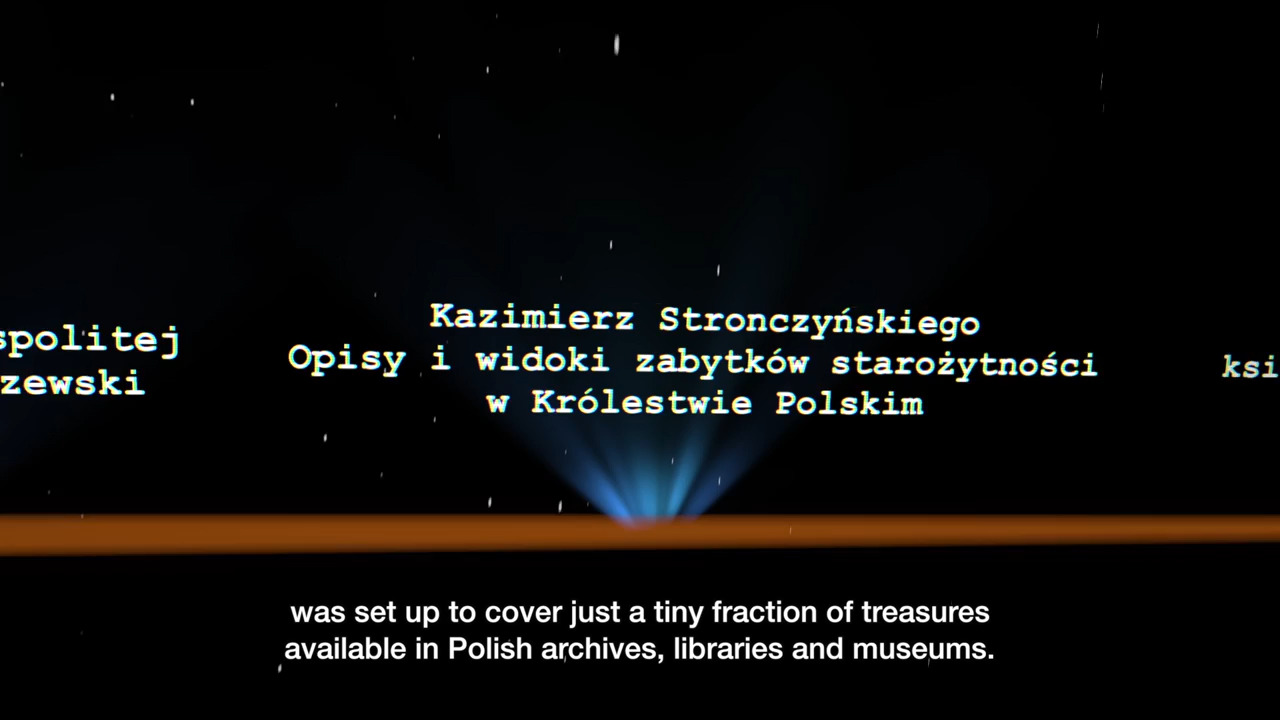 spolitej
zewski
Kazimierz Stronczyńskiego
Opisy i widoki zabytków starożytności
w Królestwie Polskim
ksi
was set up to cover just a tiny fraction of treasures
available in Polish archives, libraries and museums.